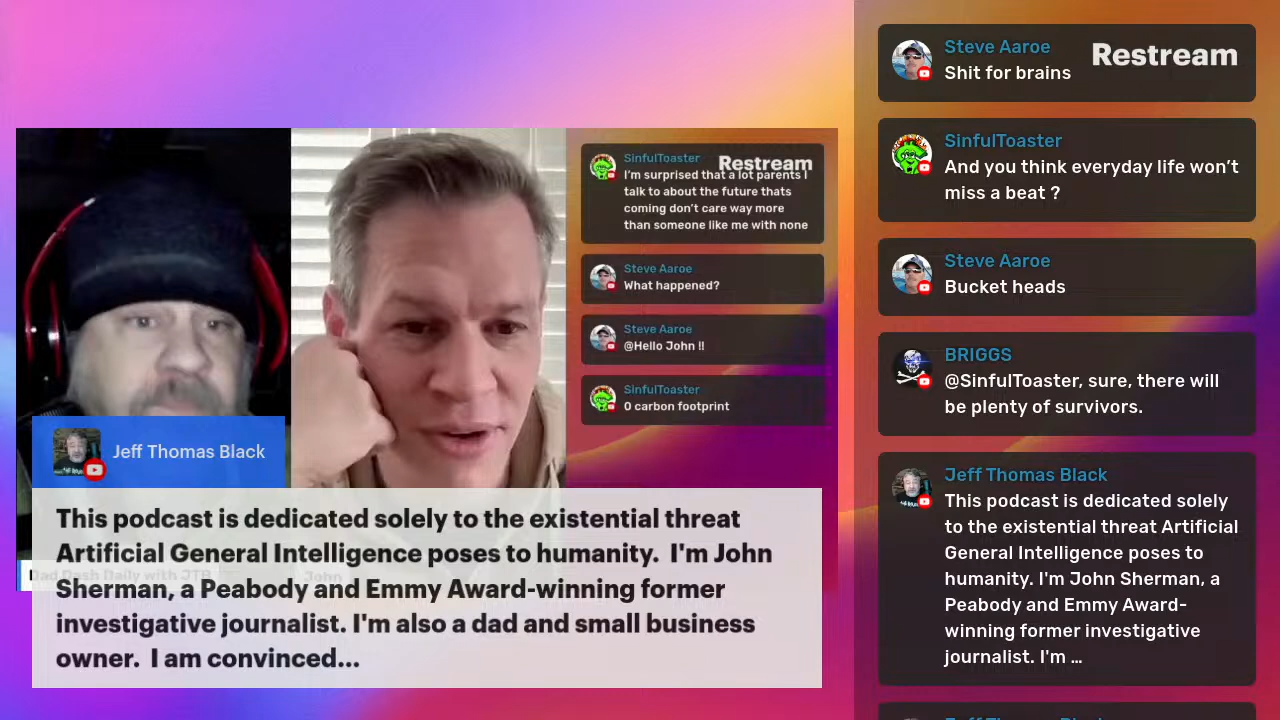 SinfulToaster
Restream
I'm surprised that a lot parents I
talk to about the future thats
coming don't care way more
than someone like me with none
Steve Aaroe
What happened?
Steve Aaroe
@Hello John !!
SinfulToaster
0 carbon footprint
Jeff Thomas Black
This podcast is dedicated solely to the existential threat
Artificial General Intelligence poses to humanity. I'm John
Sherman, a Peabody and Emmy Award-winning former
investigative journalist. I'm also a dad and small business
owner. I am convinced...
Dad Dash Daily with JTB
John
Steve Aaroe
Restream
Shit for brains
SinfulToaster
And you think everyday life won't
miss a beat ?
Steve Aaroe
Bucket heads
BRIGGS
@SinfulToaster, sure, there will
be plenty of survivors.
Jeff Thomas Black
This podcast is dedicated solely
to the existential threat Artificial
General Intelligence poses to
humanity. I'm John Sherman, a
Peabody and Emmy Award-
winning former investigative
journalist. I'm ...